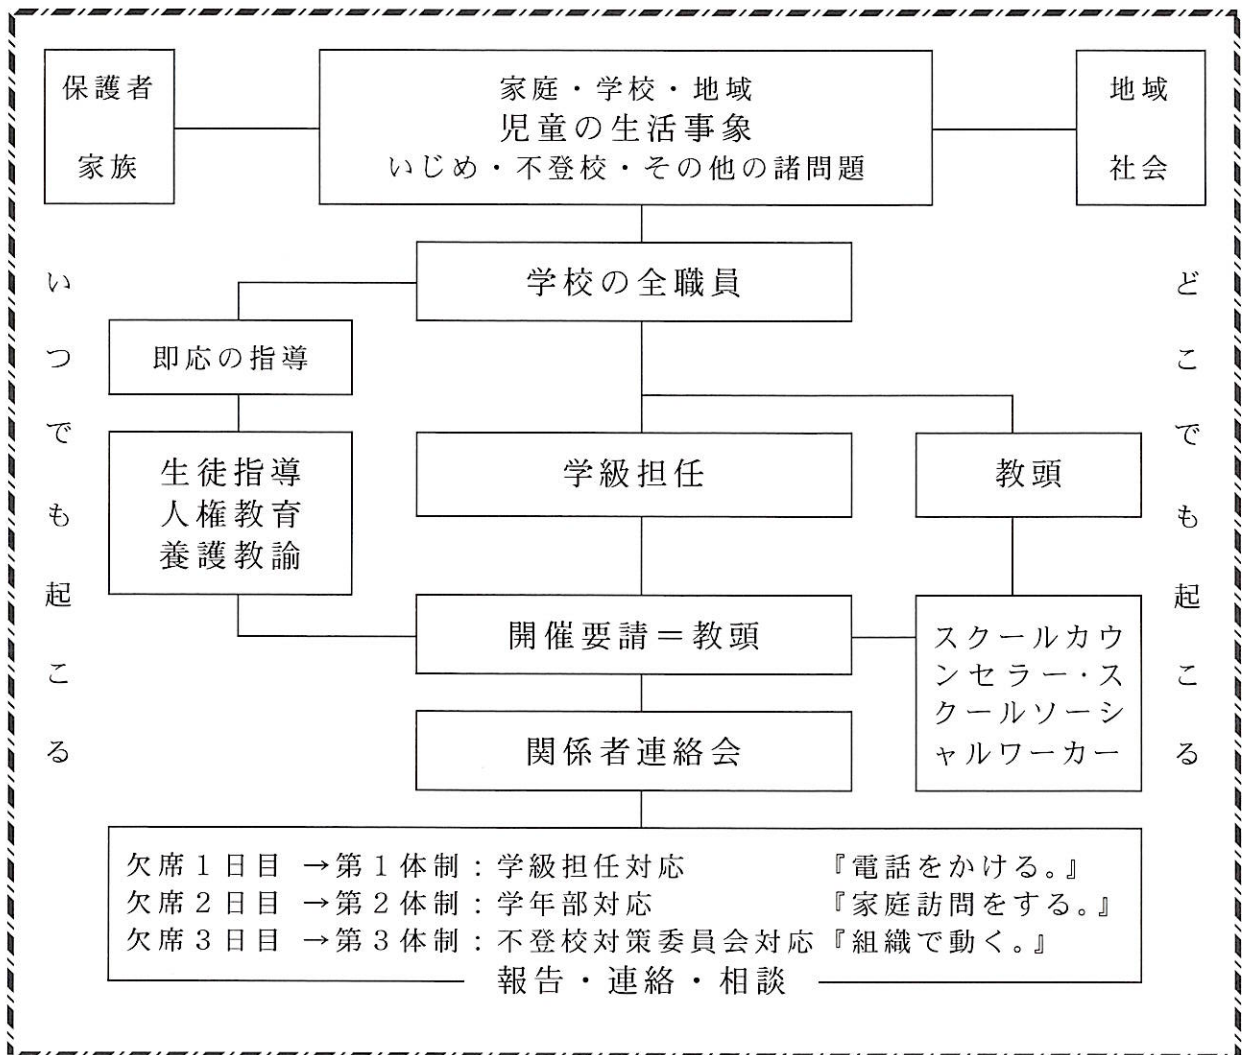 保護者
家族
家庭・学校・地域
児童の生活事象
いじめ・不登校・その他の諸問題
地域
社会
いつでも起こる
どこでも起こる
学校の全職員
即応の指導
生徒指導
人権教育
養護教諭
学級担任
教頭
開催要請＝教頭
スクールカウ
ンセラー・ス
クールソーシ
ャルワーカー
関係者連絡会
欠席1日目 →第1体制：学級担任対応 『電話をかける。』
欠席2日目 →第2体制：学年部対応 『家庭訪問をする。』
欠席3日目 →第3体制：不登校対策委員会対応『組織で動く。』
報告・連絡・相談